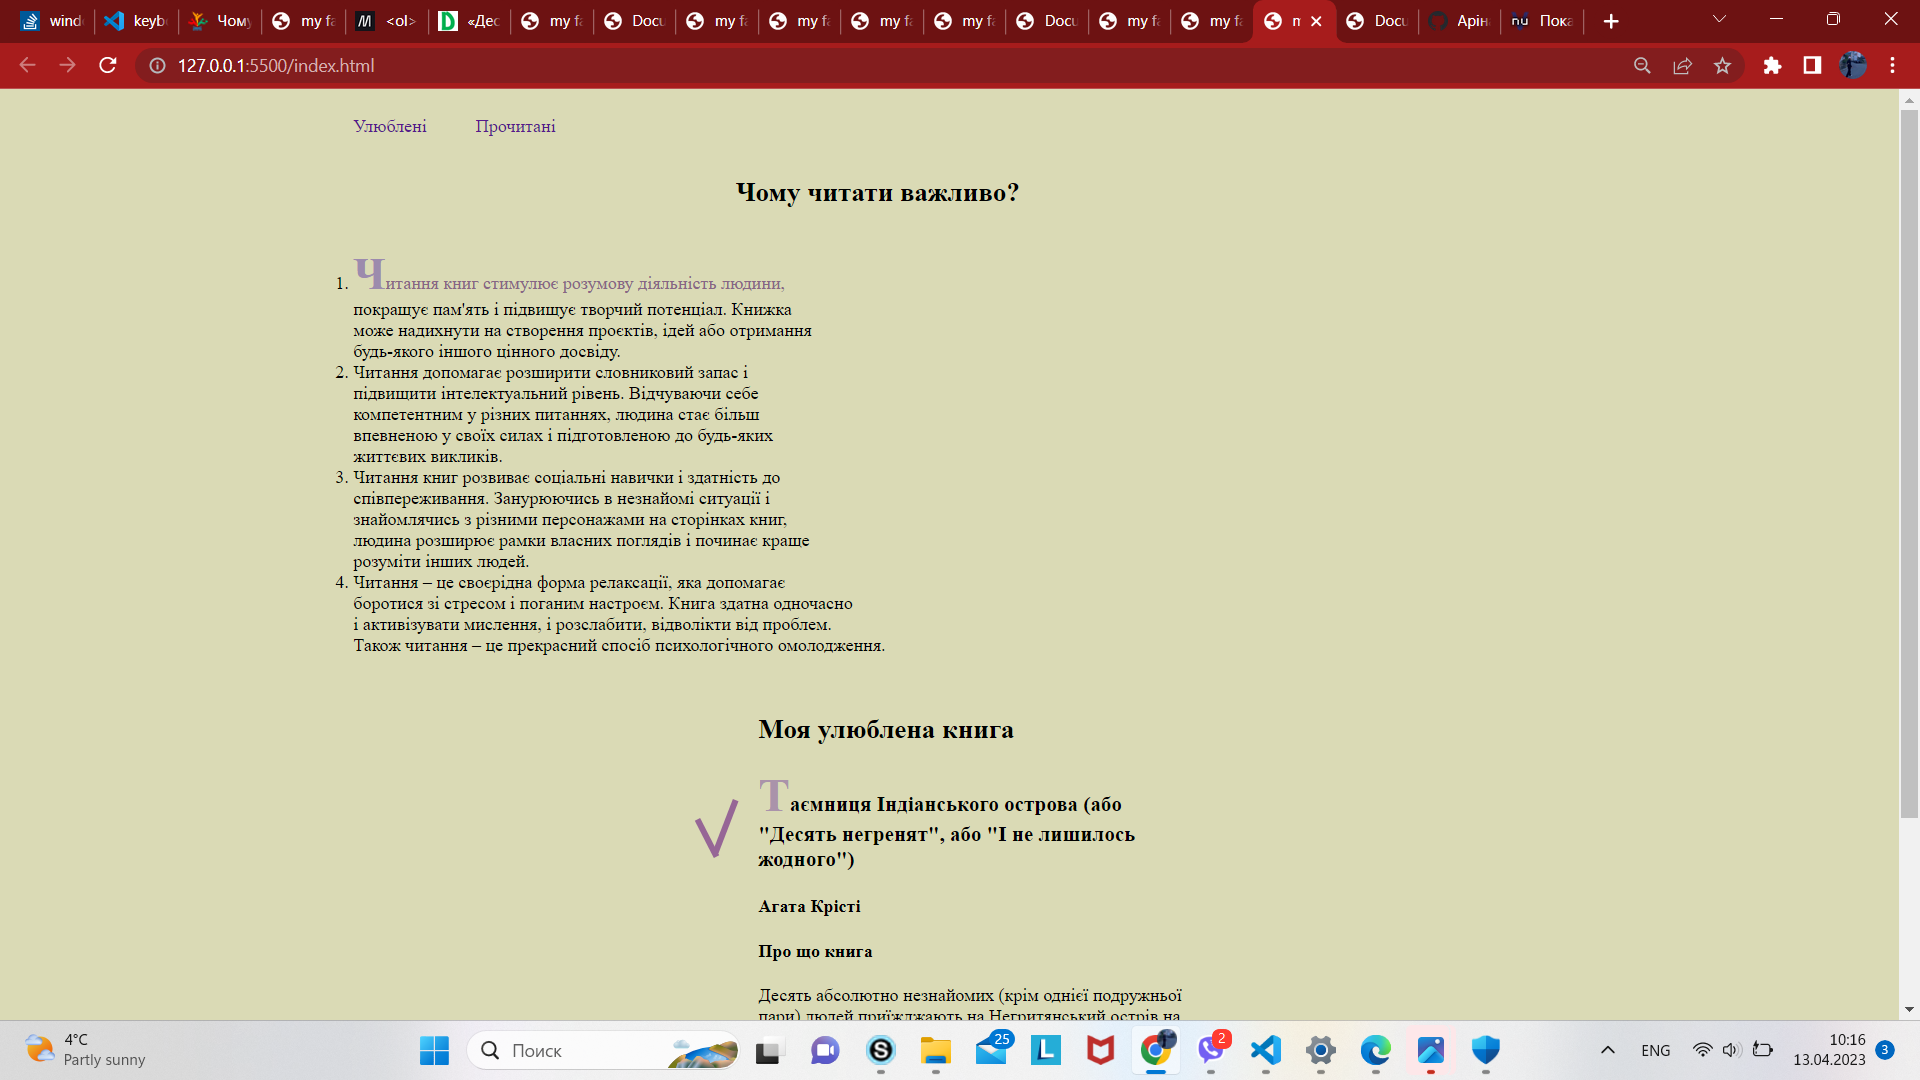 wind
keyb
Чому
my fa
<ol>
«Дес
my fa
Docu
my fa
my fa
my fa
my fa
Docu
my fa
my fa
m
Docu
Арін
Пока
127.0.0.1:5500/index.html
Улюблені Прочитані
Чому читати важливо?
1. Читання книг стимулює розумову діяльність людини,
покращує пам'ять і підвищує творчий потенціал. Книжка
може надихнути на створення проєктів, ідей або отримання
будь-якого іншого цінного досвіду.
2. Читання допомагає розширити словниковий запас і
підвищити інтелектуальний рівень. Відчуваючи себе
компетентним у різних питаннях, людина стає більш
впевненою у своїх силах і підготовленою до будь-яких
життєвих викликів.
3. Читання книг розвиває соціальні навички і здатність до
співпереживання. Занурюючись в незнайомі ситуації і
знайомлячись з різними персонажами на сторінках книг,
людина розширює рамки власних поглядів і починає краще
розуміти інших людей.
4. Читання – це своєрідна форма релаксації, яка допомагає
боротися зі стресом і поганим настроєм. Книга здатна одночасно
і активізувати мислення, і розслабити, відволікти від проблем.
Також читання – це прекрасний спосіб психологічного омолодження.
Моя улюблена книга
Таємниця Індіанського острова (або
"Десять негренят", або "І не лишилось
жодного")
Агата Крісті
Про що книга
Десять абсолютно незнайомих (крім однієї подружньої
пари) людей приїжджають на Негритянський острів на
4°C
Partly sunny
Поиск
25
2
ENG
10:16
13.04.2023
3